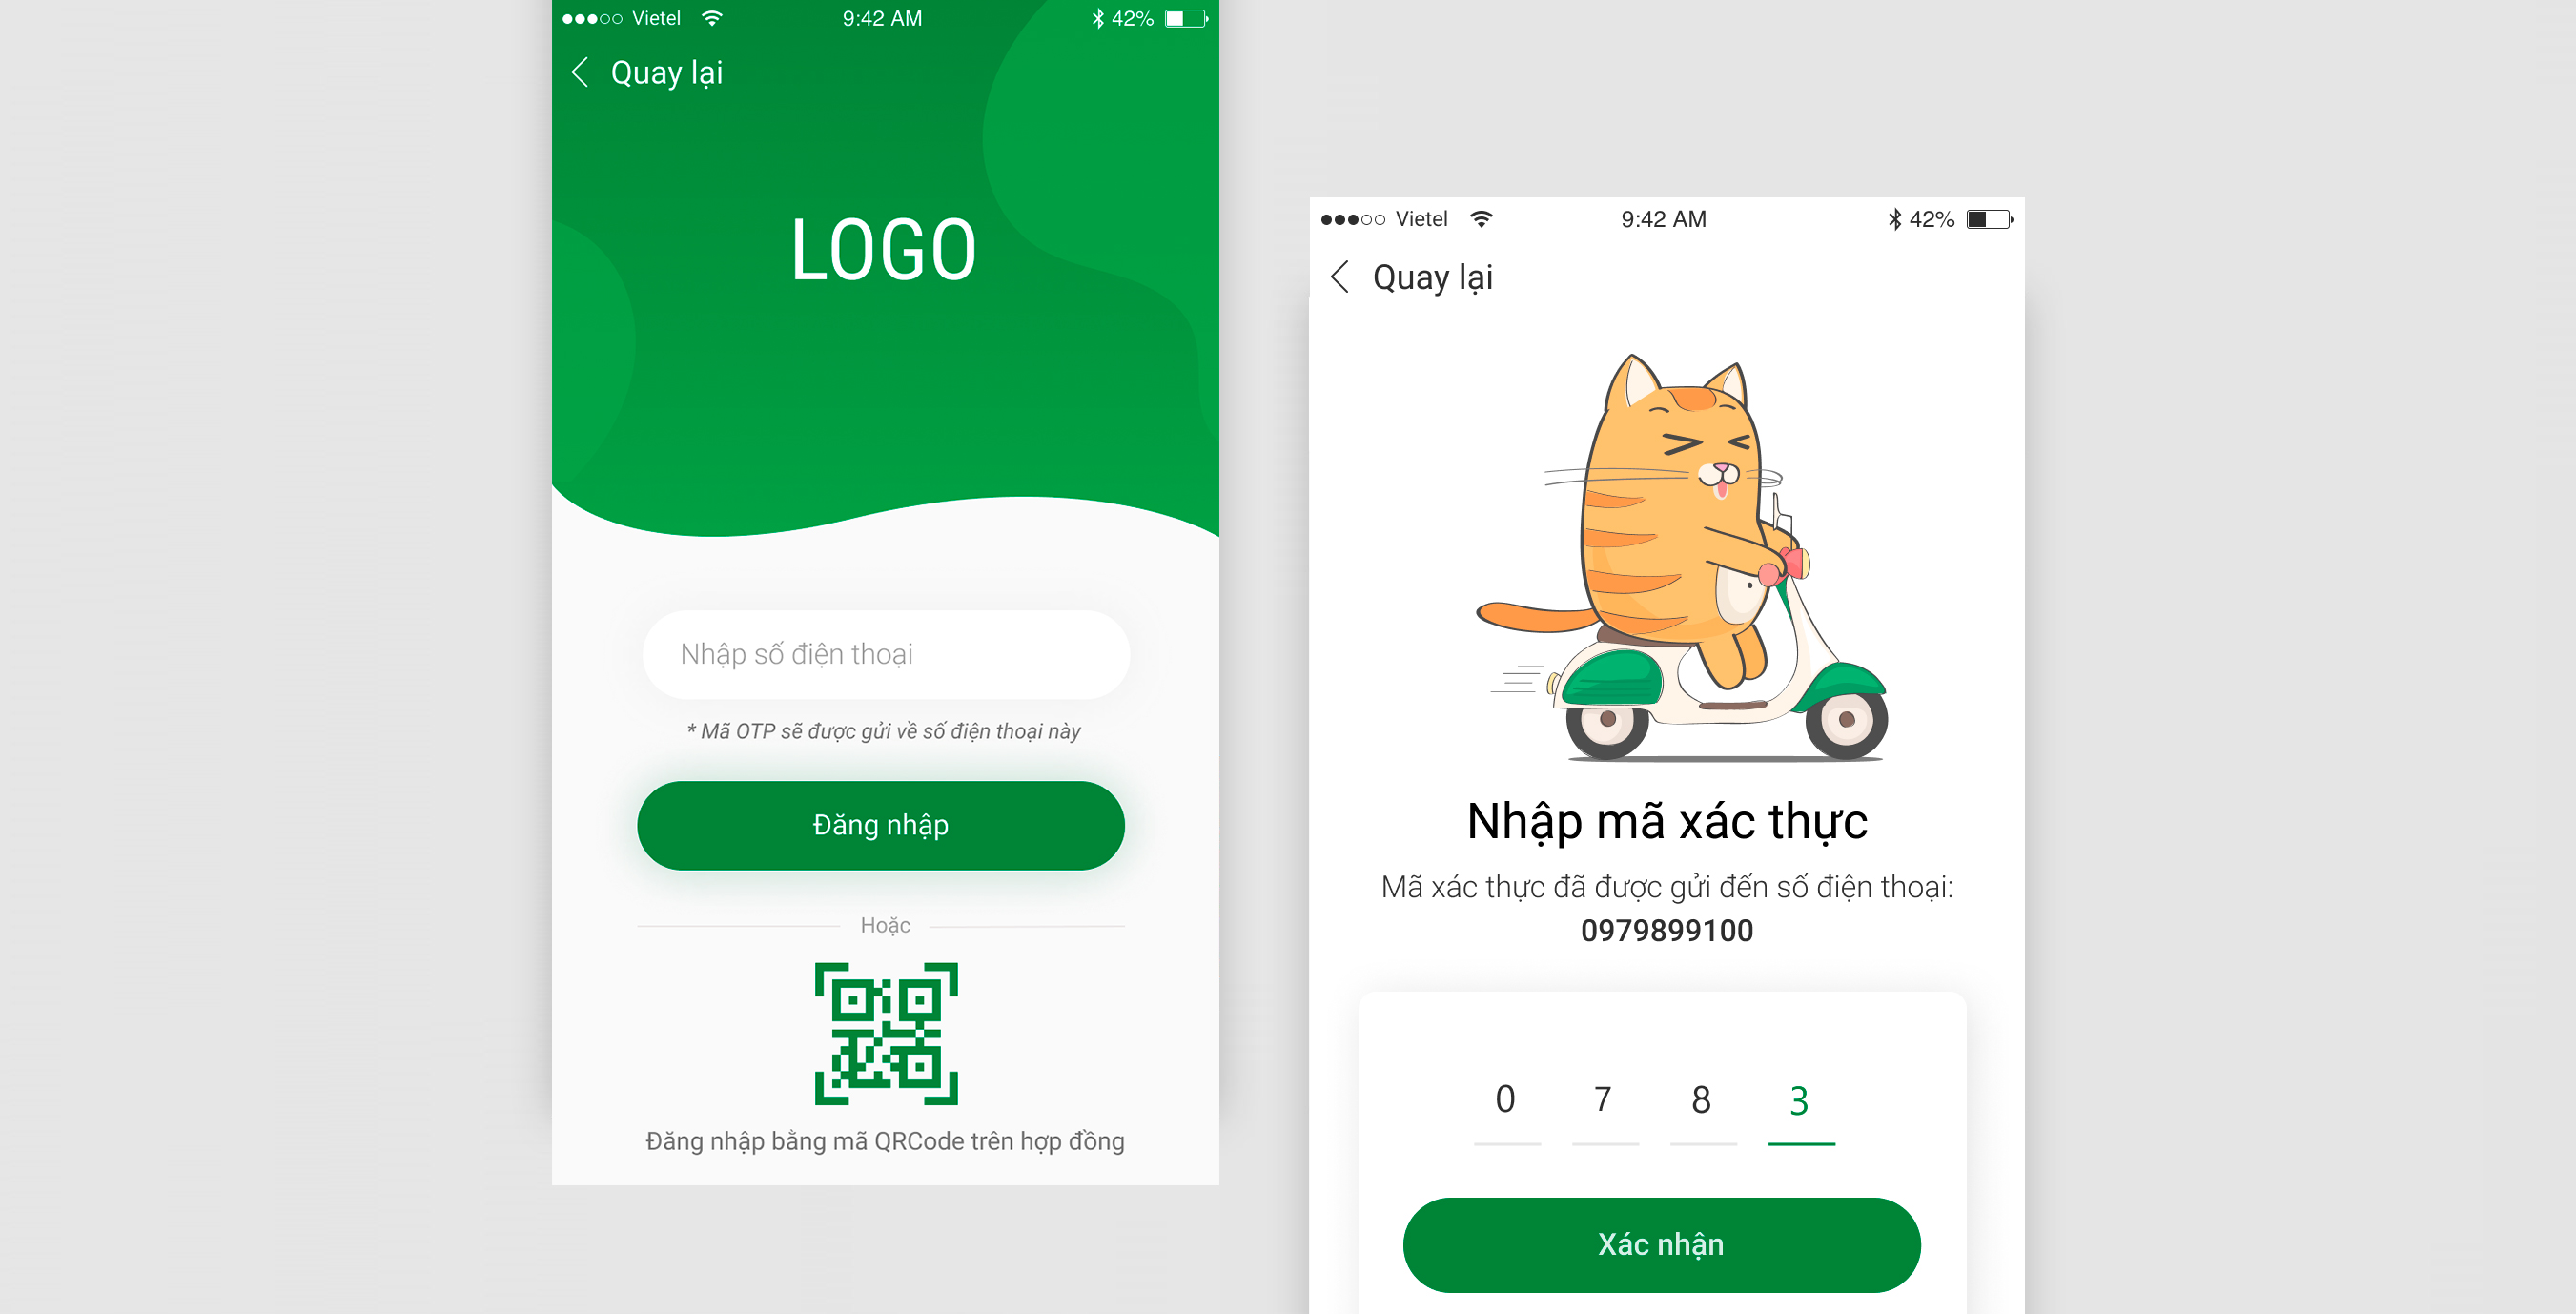 Vietel 9:42 AM 42%
Quay lại
LOGO
Nhập số điện thoại
* Mã OTP sẽ được gửi về số điện thoại này
Đăng nhập
Hoặc
Đăng nhập bằng mã QRCode trên hợp đồng
Vietel 9:42 AM 42%
Quay lại
Nhập mã xác thực
Mã xác thực đã được gửi đến số điện thoại:
0979899100
0 7 8 3
Xác nhận